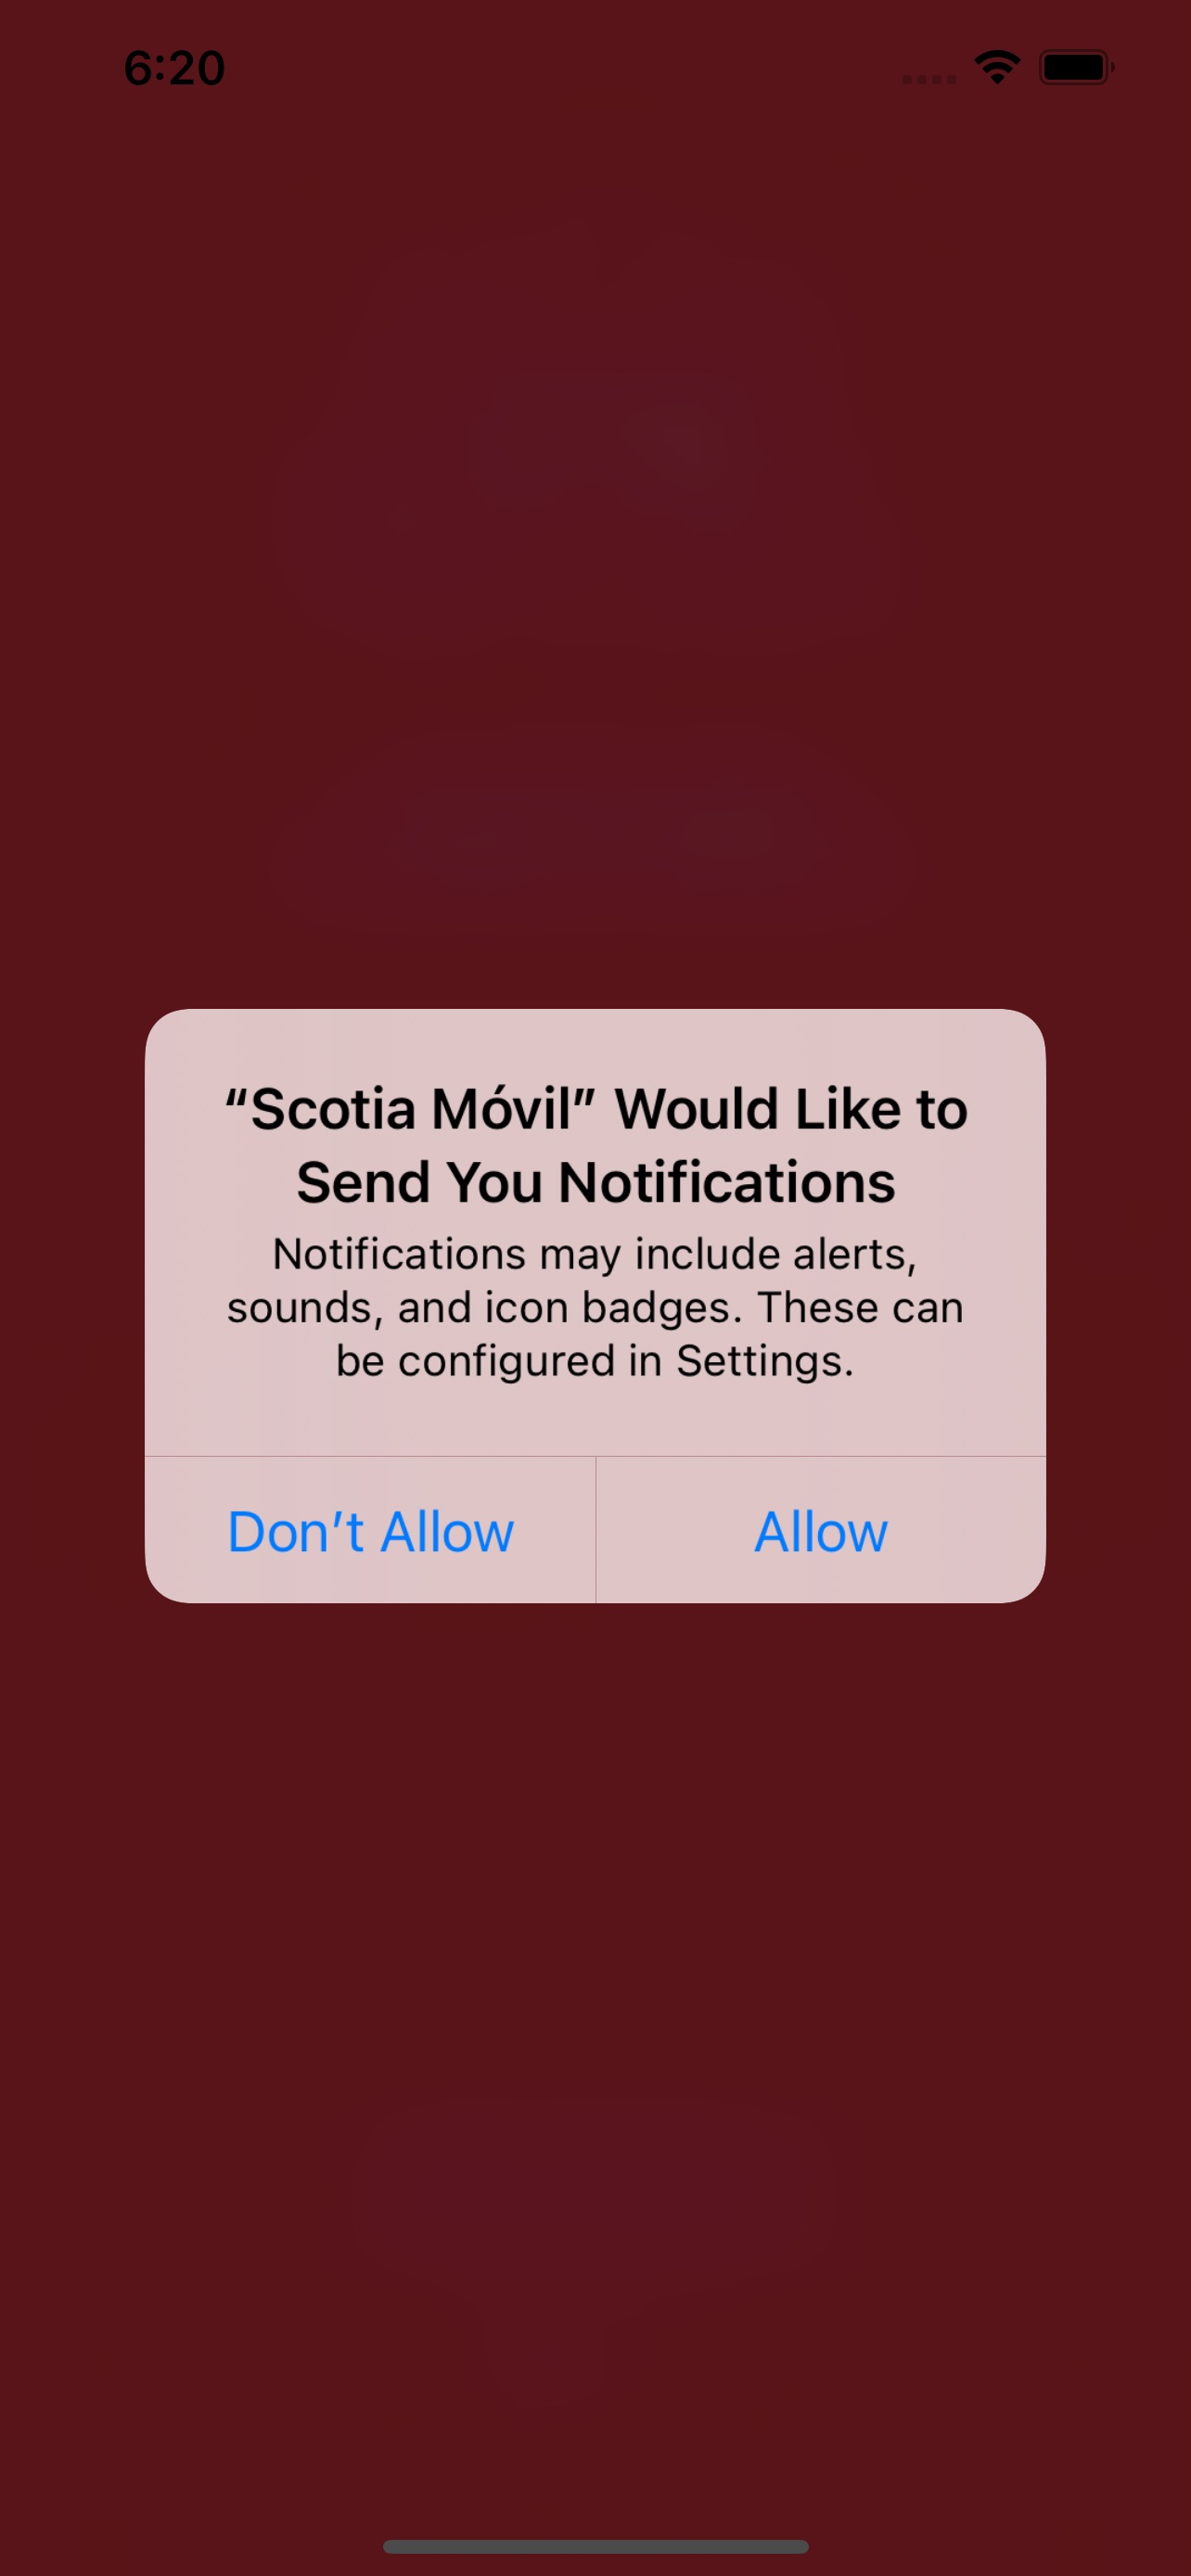 6:20
“Scotia Móvil” Would Like to
Send You Notifications
Notifications may include alerts,
sounds, and icon badges. These can
be configured in Settings.
Don’t Allow
Allow